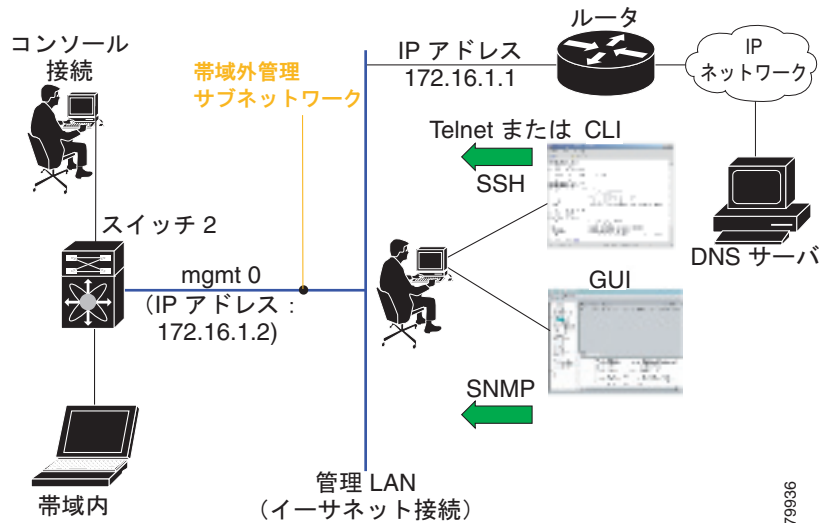 コンソール
接続
帯域外管理
サブネットワーク
IP アドレス
172.16.1.1
ルータ
IP
ネットワーク
Telnet または CLI
SSH
DNS サーバ
スイッチ 2
mgmt 0
（IP アドレス：
172.16.1.2)
GUI
SNMP
帯域内
管理 LAN
（イーサネット接続）
79936